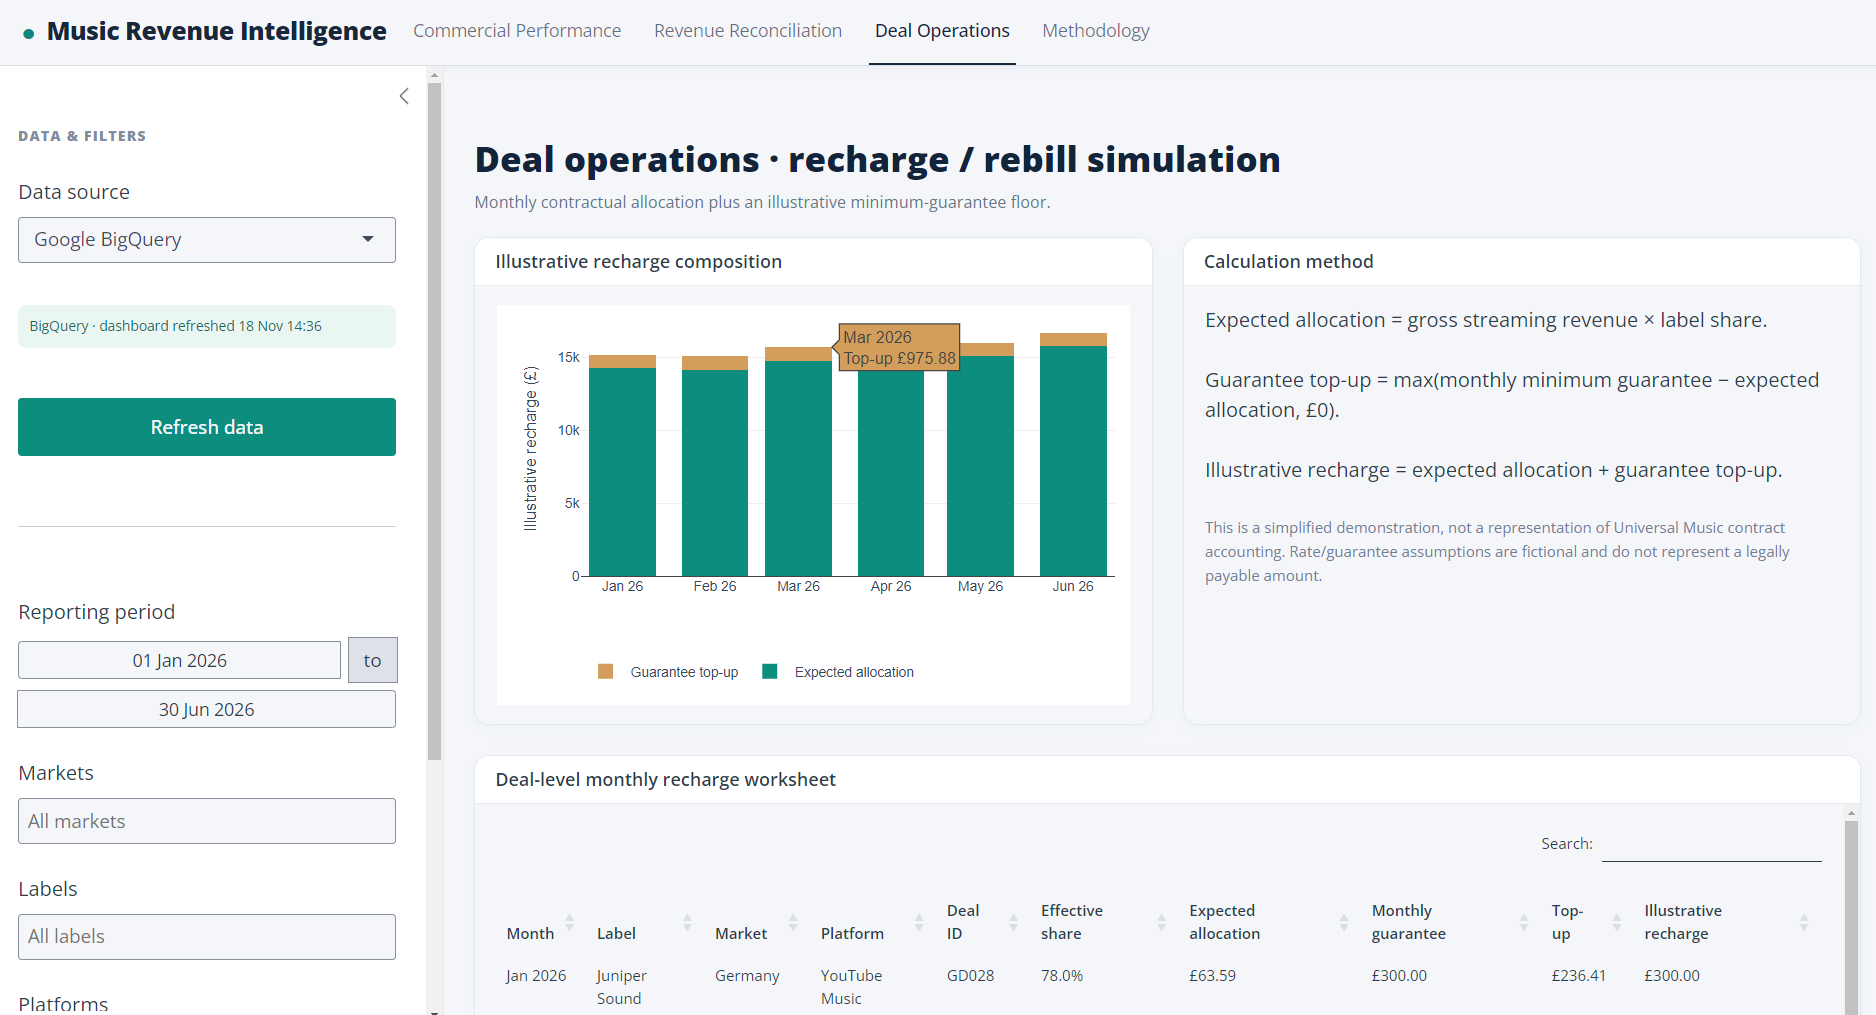 Music Revenue Intelligence
Commercial Performance
Revenue Reconciliation
Deal Operations
Methodology
DATA & FILTERS
Data source
Google BigQuery
BigQuery · dashboard refreshed 18 Nov 14:36
Refresh data
Reporting period
01 Jan 2026
to
30 Jun 2026
Markets
All markets
Labels
All labels
Platforms
Deal operations · recharge / rebill simulation
Monthly contractual allocation plus an illustrative minimum-guarantee floor.
Illustrative recharge composition
Illustrative recharge (£)
15k
10k
5k
0
Mar 2026
Top-up £975.88
Jan 26
Feb 26
Mar 26
Apr 26
May 26
Jun 26
Guarantee top-up
Expected allocation
Calculation method
Expected allocation = gross streaming revenue × label share.
Guarantee top-up = max(monthly minimum guarantee − expected
allocation, £0).
Illustrative recharge = expected allocation + guarantee top-up.
This is a simplified demonstration, not a representation of Universal Music contract
accounting. Rate/guarantee assumptions are fictional and do not represent a legally
payable amount.
Deal-level monthly recharge worksheet
Search:
Month
Label
Market
Platform
Deal
ID
Effective
share
Expected
allocation
Monthly
guarantee
Top-
up
Illustrative
recharge
Jan 2026
Juniper
Sound
Germany
YouTube
Music
GD028
78.0%
£63.59
£300.00
£236.41
£300.00